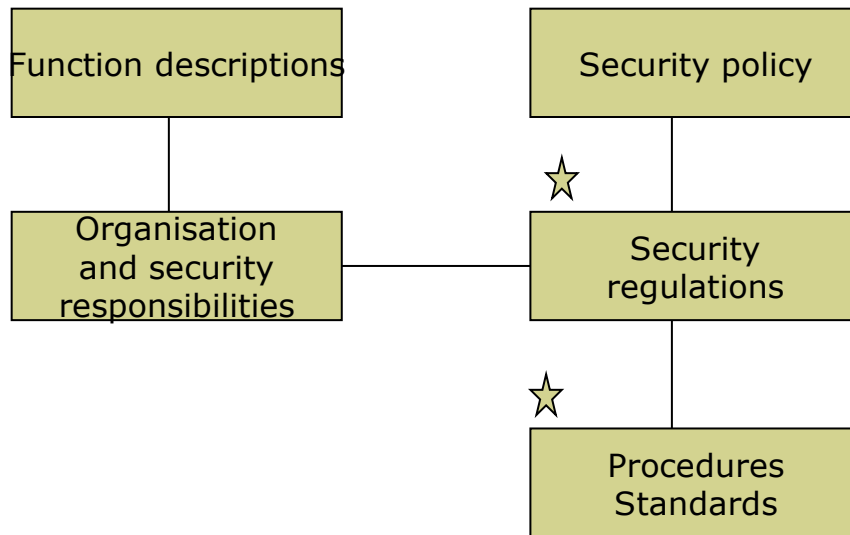 Function descriptions
Security policy
Organisation
and security
responsibilities
Security
regulations
Procedures
Standards